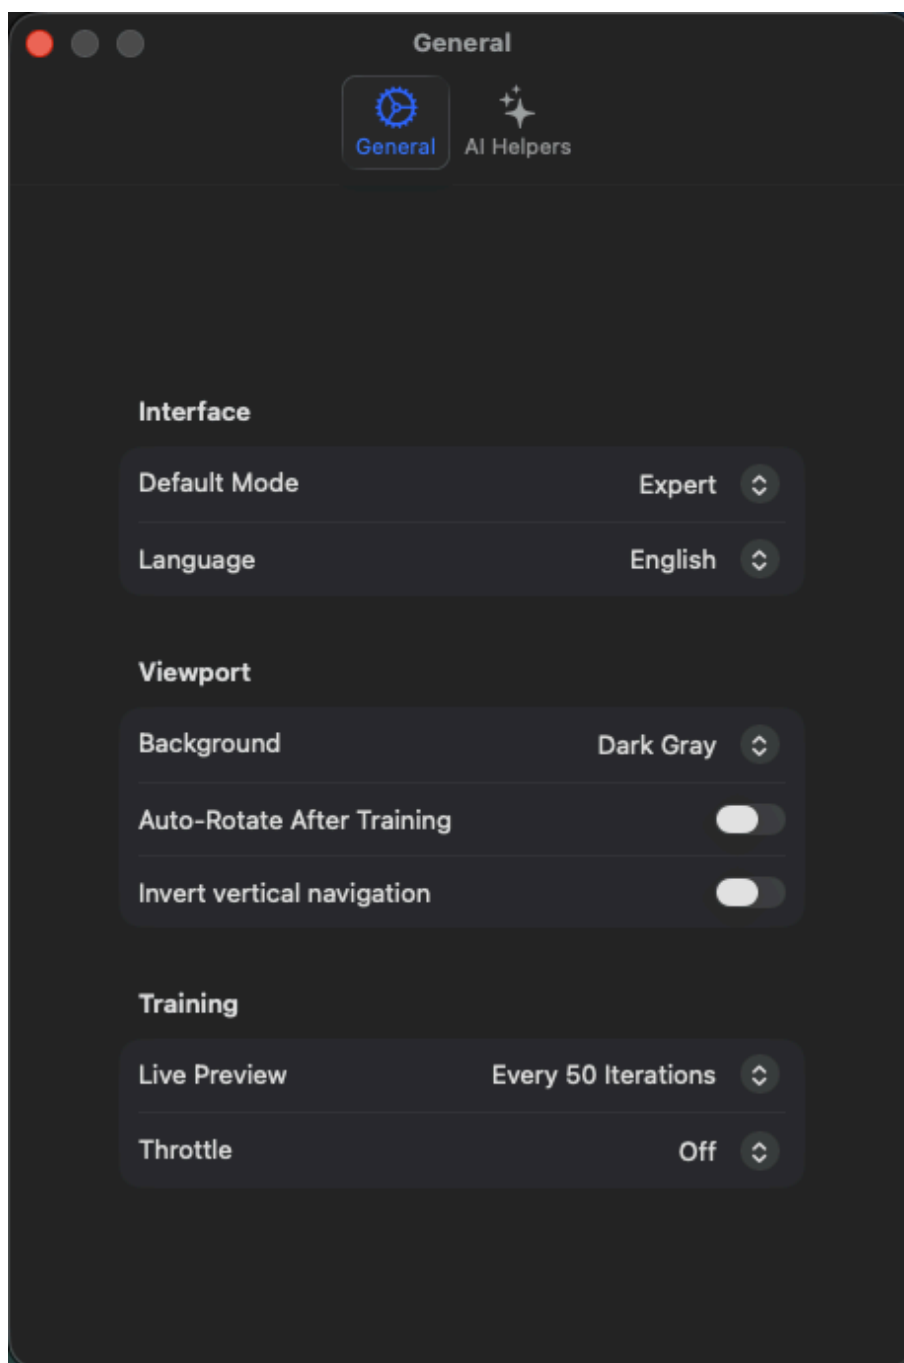 General
General
AI Helpers
Interface
Default Mode Expert
Language English
Viewport
Background Dark Gray
Auto-Rotate After Training
Invert vertical navigation
Training
Live Preview Every 50 Iterations
Throttle Off